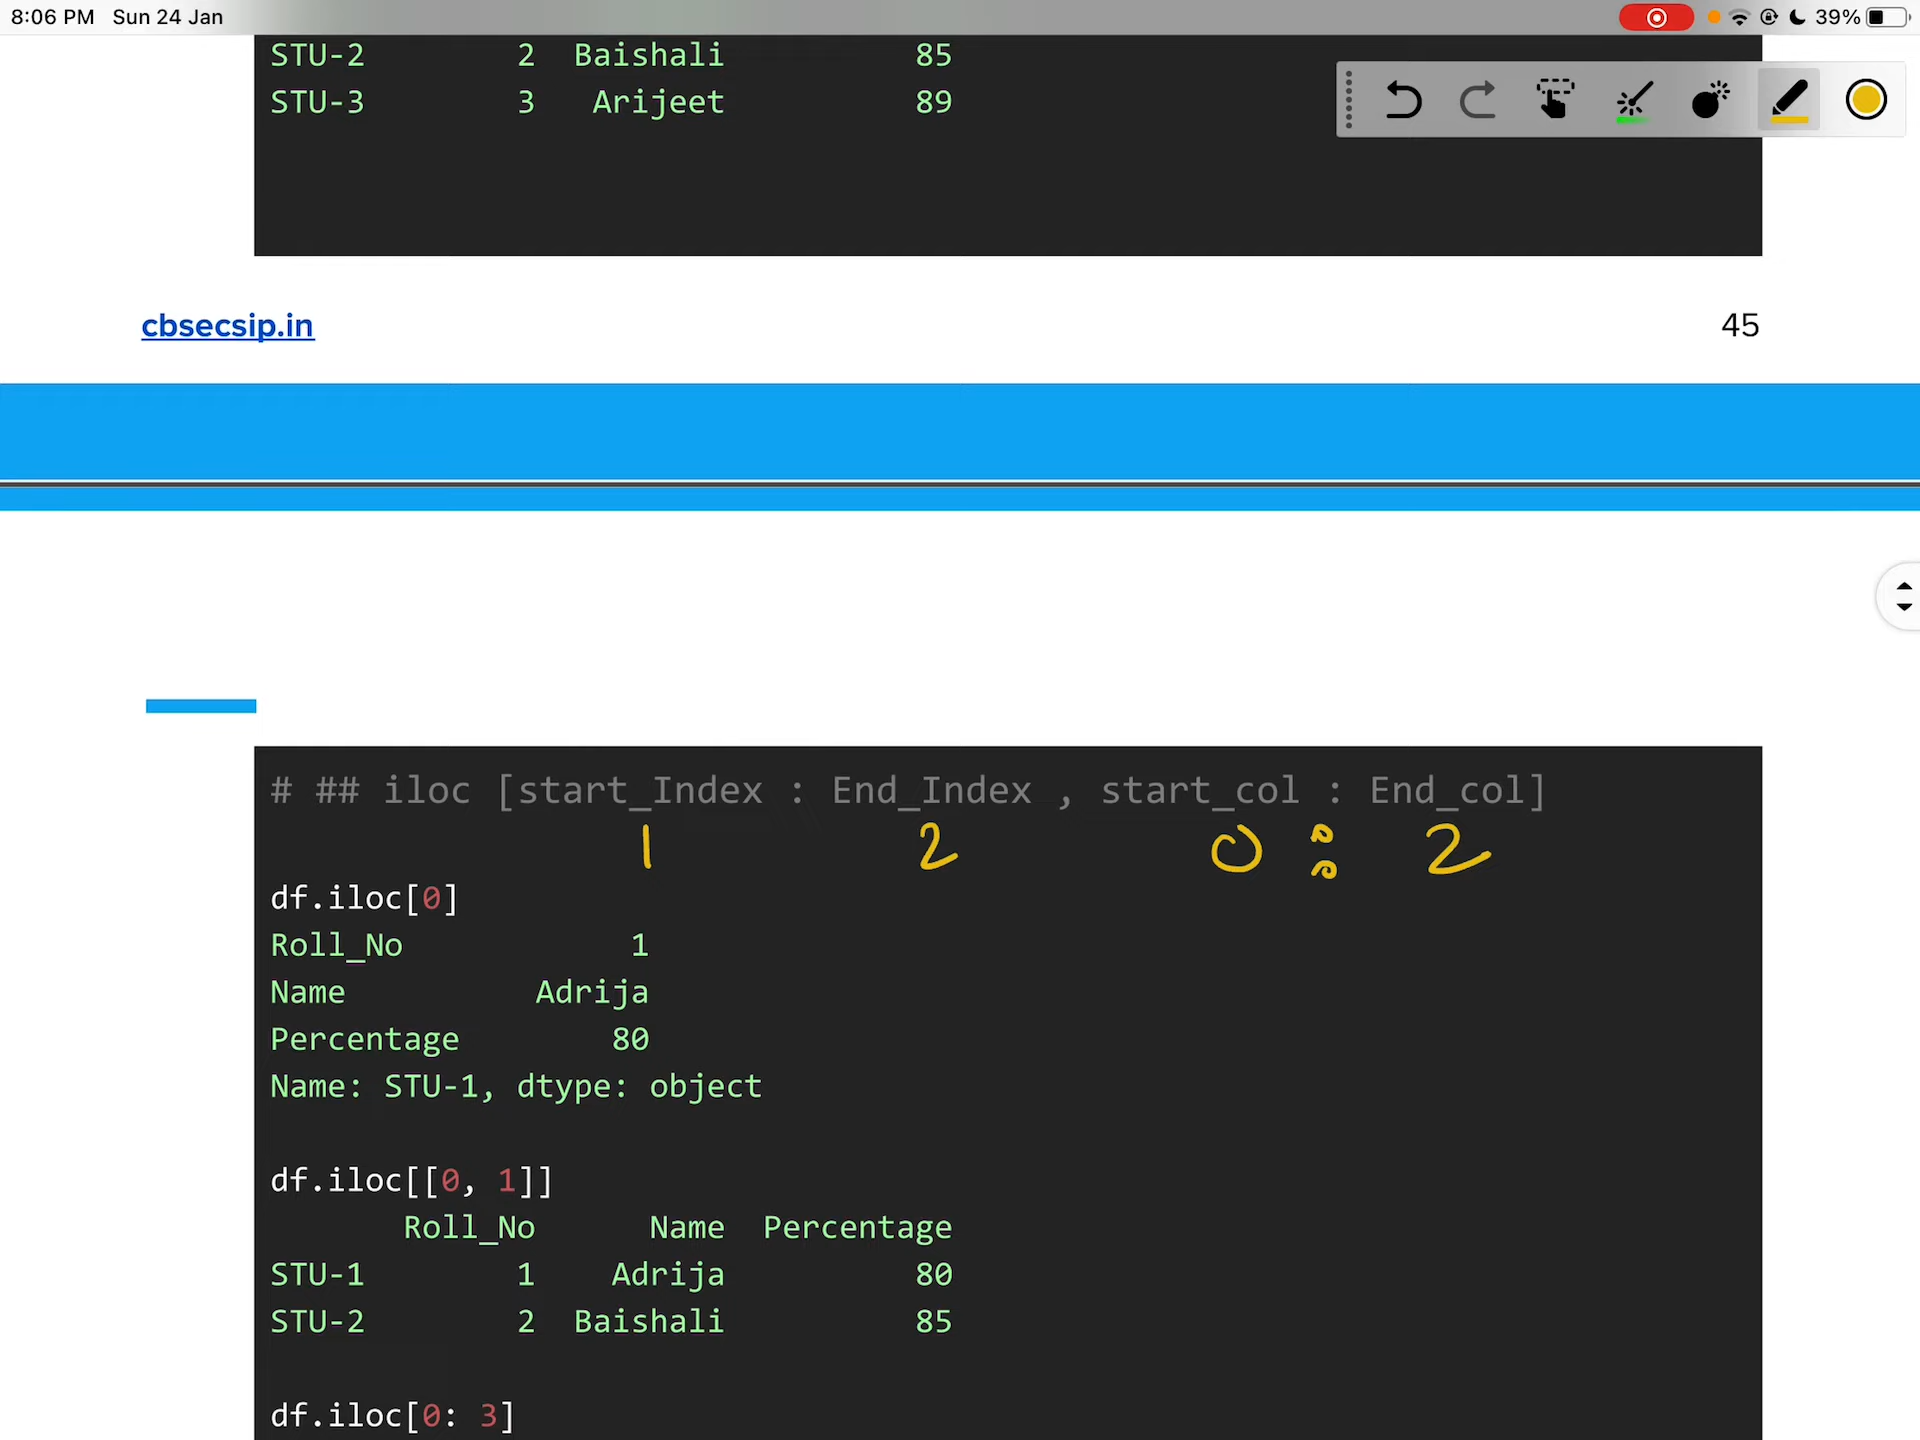 8:06 PM Sun 24 Jan 39%
STU-2 2 Baishali 85
STU-3 3 Arijeet 89
cbsecsip.in 45
# ## iloc [start_Index : End_Index , start_col : End_col]
1 2 0 : 2
df.iloc[0]
Roll_No 1
Name Adrija
Percentage 80
Name: STU-1, dtype: object
df.iloc[[0, 1]]
Roll_No Name Percentage
STU-1 1 Adrija 80
STU-2 2 Baishali 85
df.iloc[0: 3]